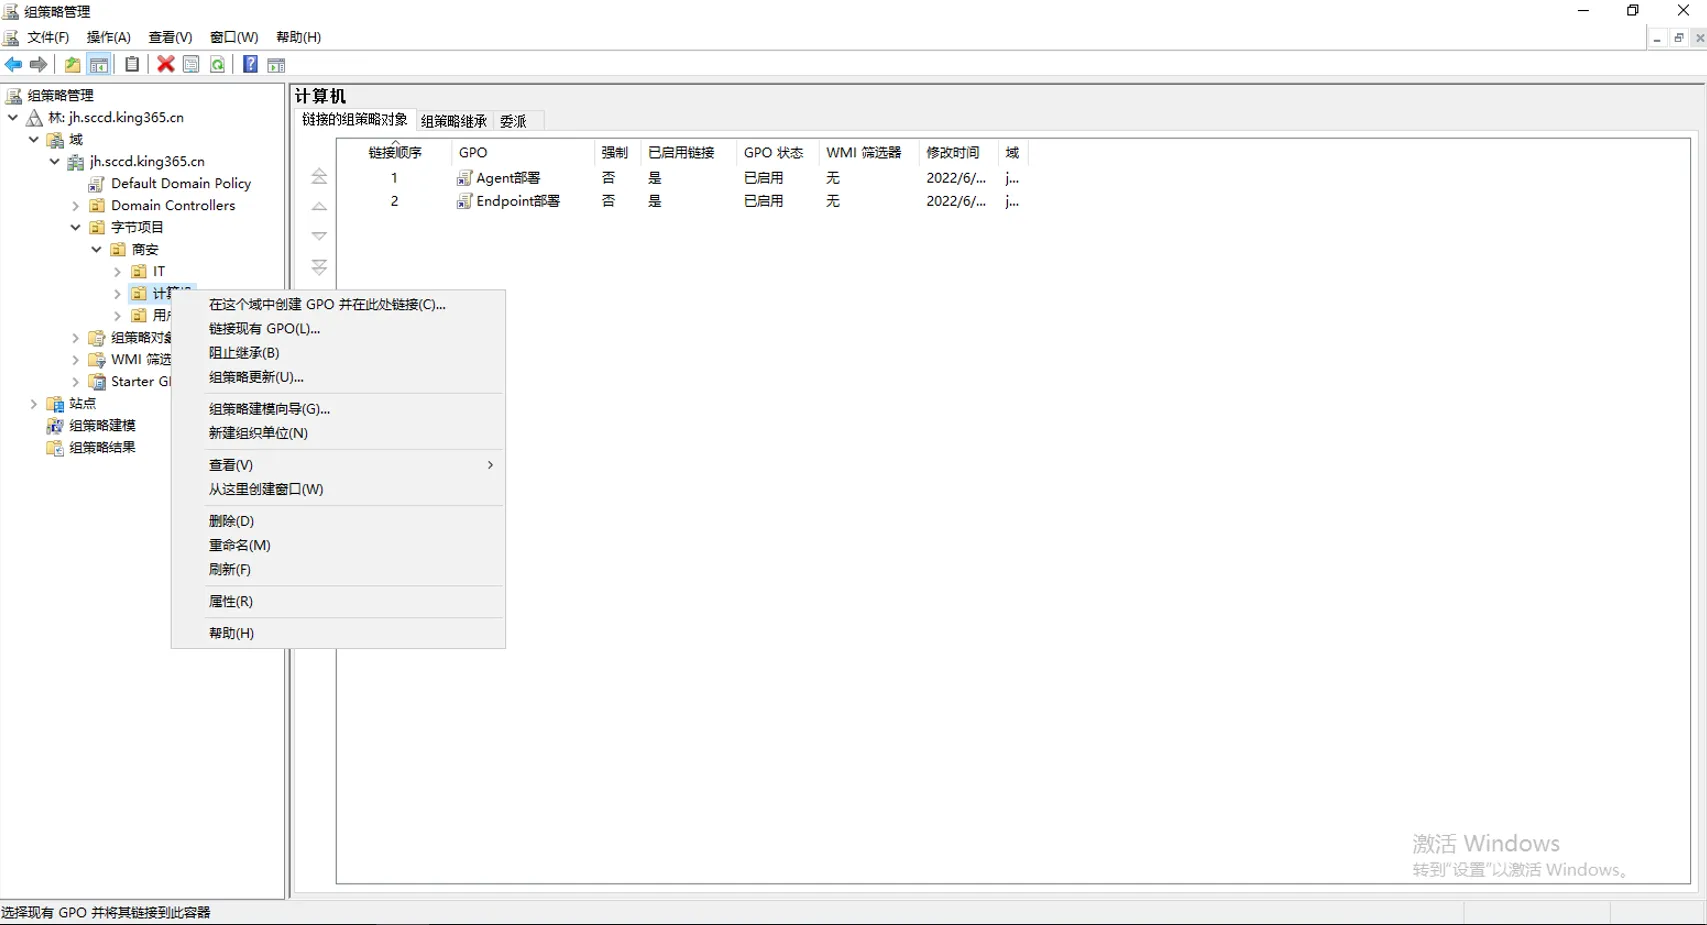 组策略管理
文件(F) 操作(A) 查看(V) 窗口(W) 帮助(H)
组策略管理
林: jh.sccd.king365.cn
域
jh.sccd.king365.cn
Default Domain Policy
Domain Controllers
字节项目
商安
IT
计算机
用
组策略对象
WMI 筛选
Starter G
站点
组策略建模
组策略结果
计算机
链接的组策略对象 组策略继承 委派
链接顺序 GPO 强制 已启用链接 GPO 状态 WMI 筛选器 修改时间 域
1 Agent部署 否 是 已启用 无 2022/6/... j...
2 Endpoint部署 否 是 已启用 无 2022/6/... j...
在这个域中创建 GPO 并在此处链接(C)...
链接现有 GPO(L)...
阻止继承(B)
组策略更新(U)...
组策略建模向导(G)...
新建组织单位(N)
查看(V)
从这里创建窗口(W)
删除(D)
重命名(M)
刷新(F)
属性(R)
帮助(H)
激活 Windows
转到"设置"以激活 Windows。
选择现有 GPO 并将其链接到此容器